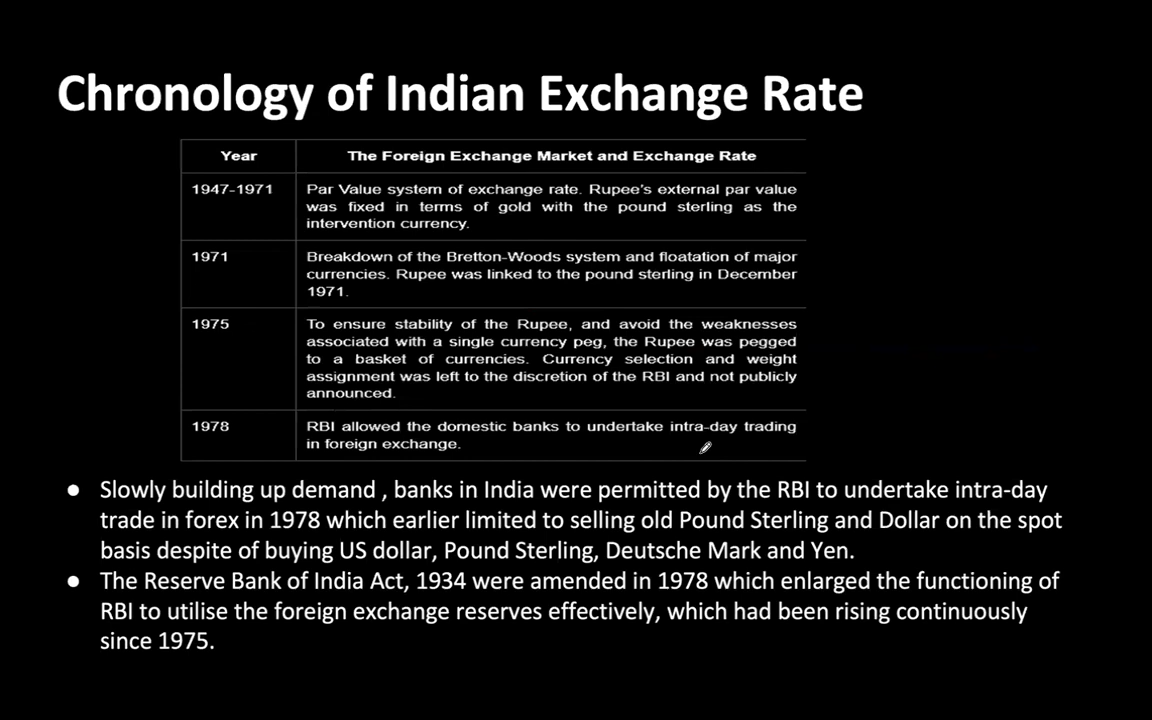 Chronology of Indian Exchange Rate
Year The Foreign Exchange Market and Exchange Rate
1947-1971 Par Value system of exchange rate. Rupee's external par value
was fixed in terms of gold with the pound sterling as the
intervention currency.
1971 Breakdown of the Bretton-Woods system and floatation of major
currencies. Rupee was linked to the pound sterling in December
1971.
1975 To ensure stability of the Rupee, and avoid the weaknesses
associated with a single currency peg, the Rupee was pegged
to a basket of currencies. Currency selection and weight
assignment was left to the discretion of the RBI and not publicly
announced.
1978 RBI allowed the domestic banks to undertake intra-day trading
in foreign exchange.
● Slowly building up demand , banks in India were permitted by the RBI to undertake intra-day
trade in forex in 1978 which earlier limited to selling old Pound Sterling and Dollar on the spot
basis despite of buying US dollar, Pound Sterling, Deutsche Mark and Yen.
● The Reserve Bank of India Act, 1934 were amended in 1978 which enlarged the functioning of
RBI to utilise the foreign exchange reserves effectively, which had been rising continuously
since 1975.